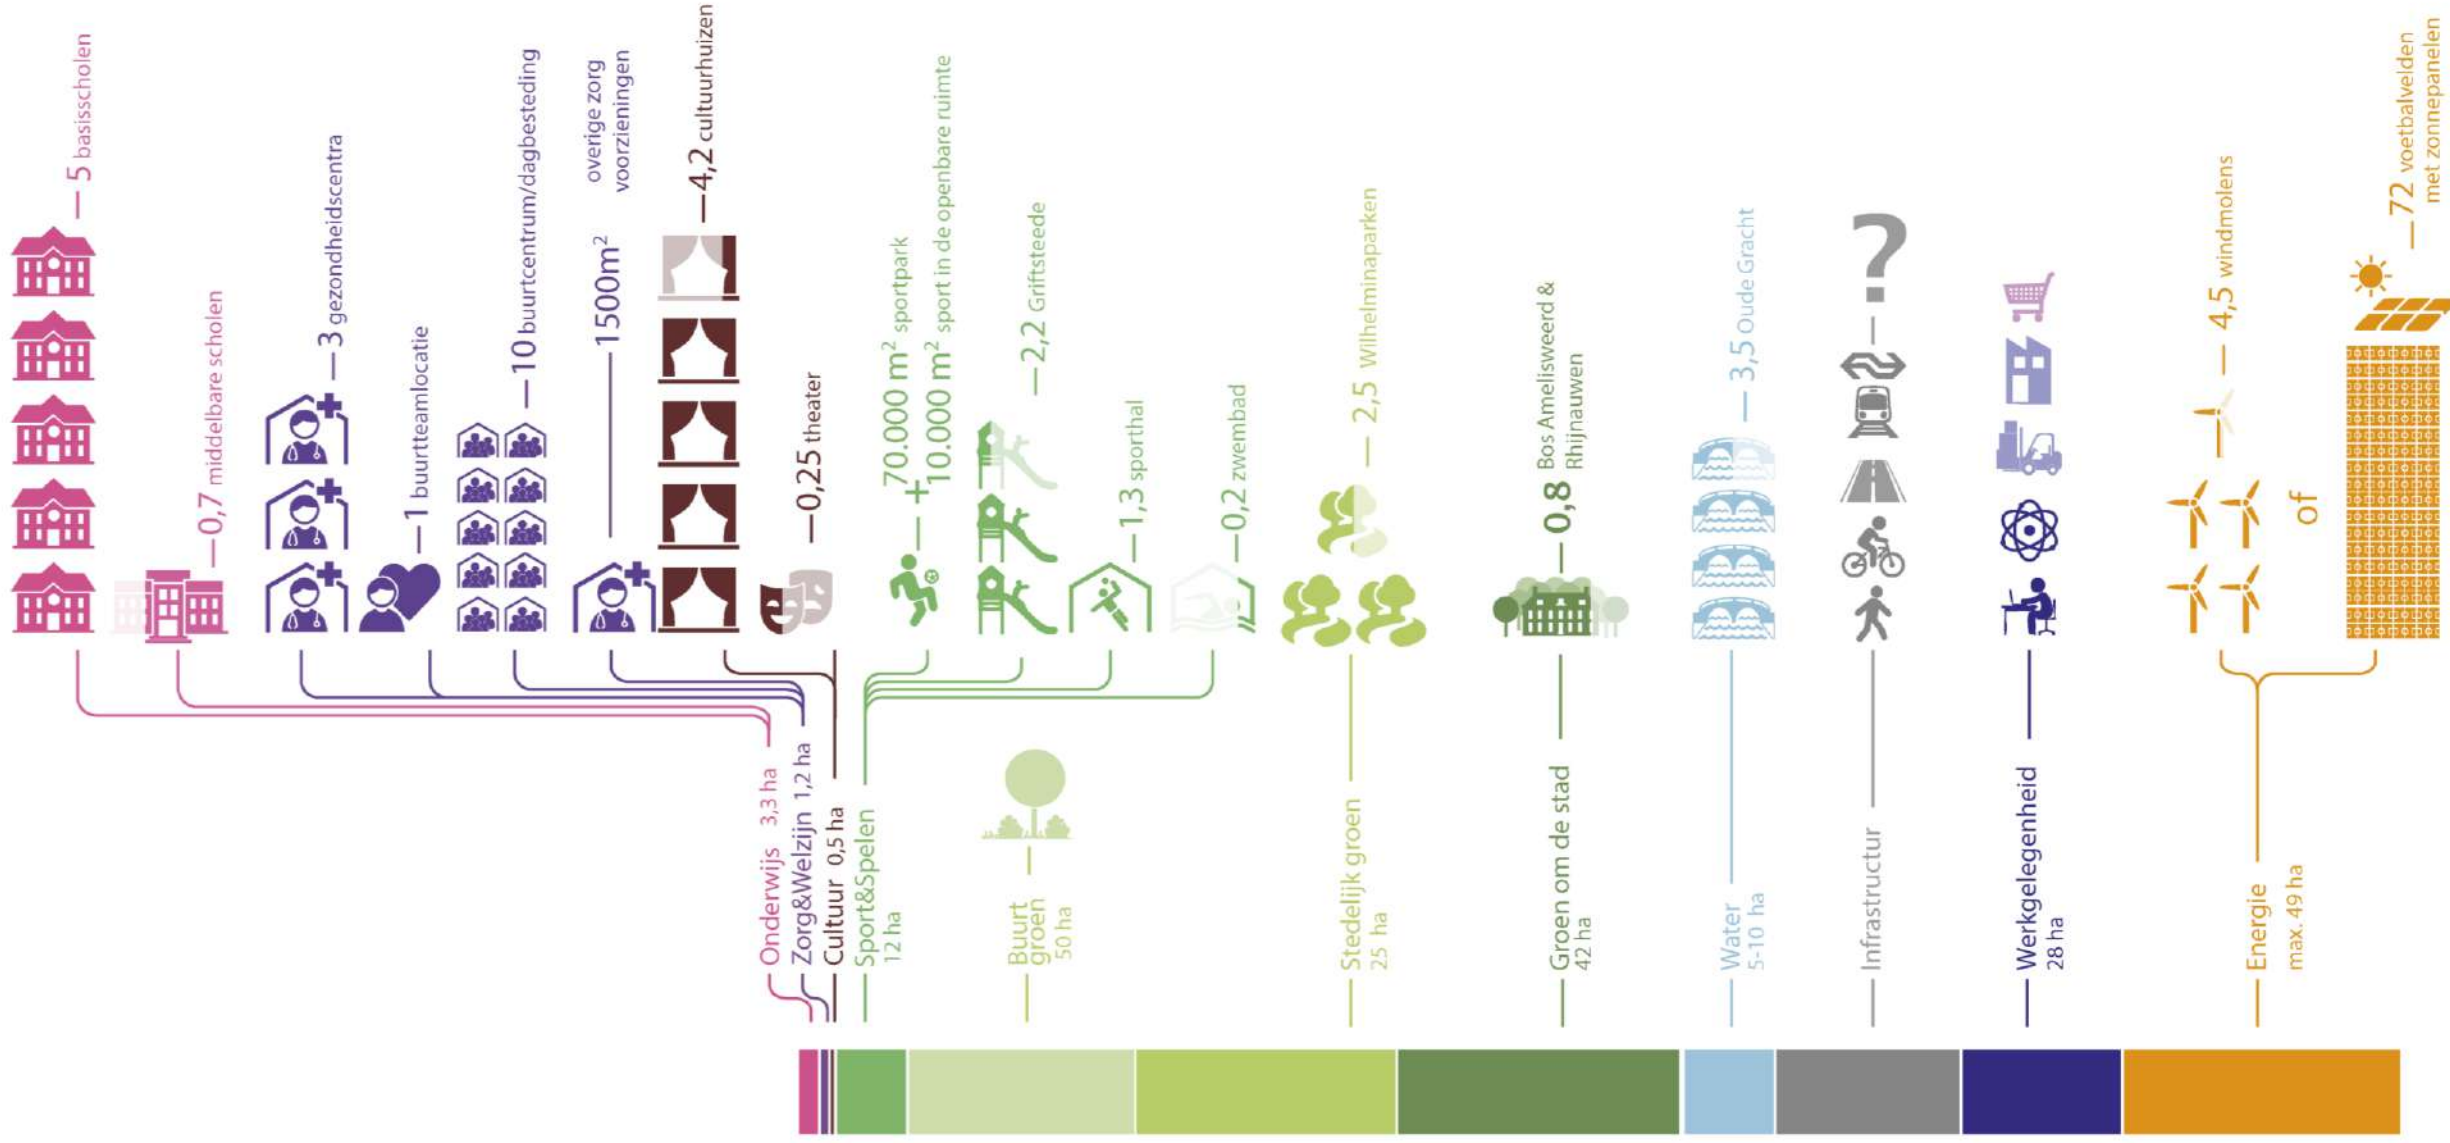 5 basisscholen
0,7 middelbare scholen
3 gezondheidscentra
1 buurtteamlocatie
10 buurtcentrum/dagbesteding
1500m²
overige zorg
voorzieningen
4,2 cultuurhuizen
0,25 theater
70.000 m² sportpark
+
10.000 m² sport in de openbare ruimte
2,2 Griftsteede
1,3 sporthal
0,2 zwembad
2,5 Wilhelminaparken
0,8 Bos Amelisweerd &
Rhijnauwen
3,5 Oude Gracht
?
4,5 windmolens
of
72 voetbalvelden
met zonnepanelen
Onderwijs 3,3 ha
Zorg&Welzijn 1,2 ha
Cultuur 0,5 ha
Sport&Spelen
12 ha
Buurt
groen
50 ha
Stedelijk groen
25 ha
Groen om de stad
42 ha
Water
5-10 ha
Infrastructur
Werkgelegenheid
28 ha
Energie
max. 49 ha